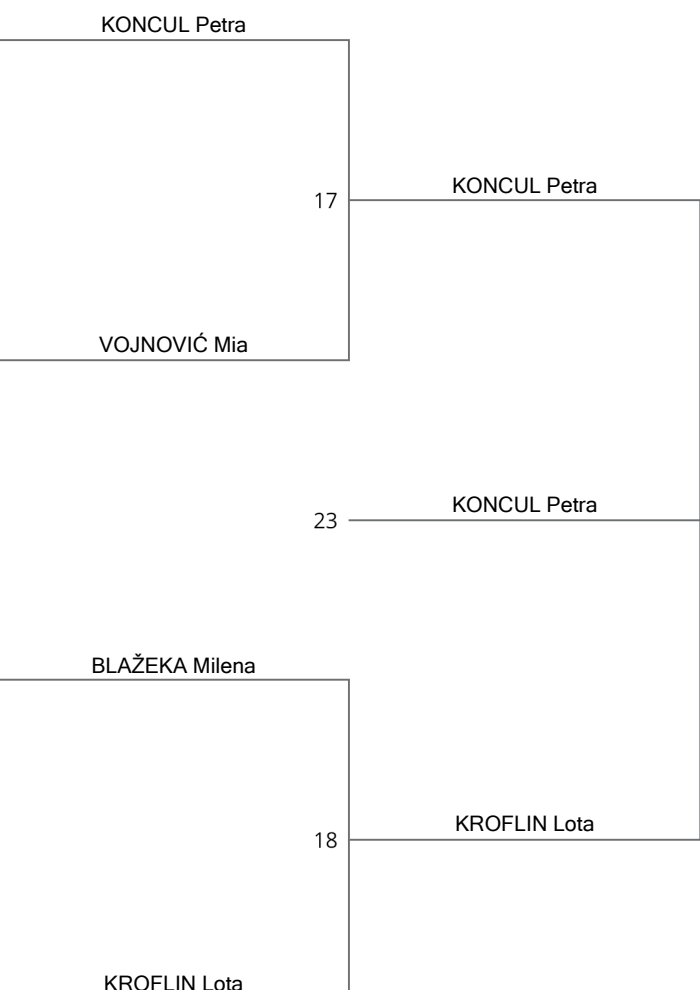 KONCUL Petra
17
KONCUL Petra
VOJNOVIĆ Mia
23
KONCUL Petra
BLAŽEKA Milena
18
KROFLIN Lota
KROFLIN Lota